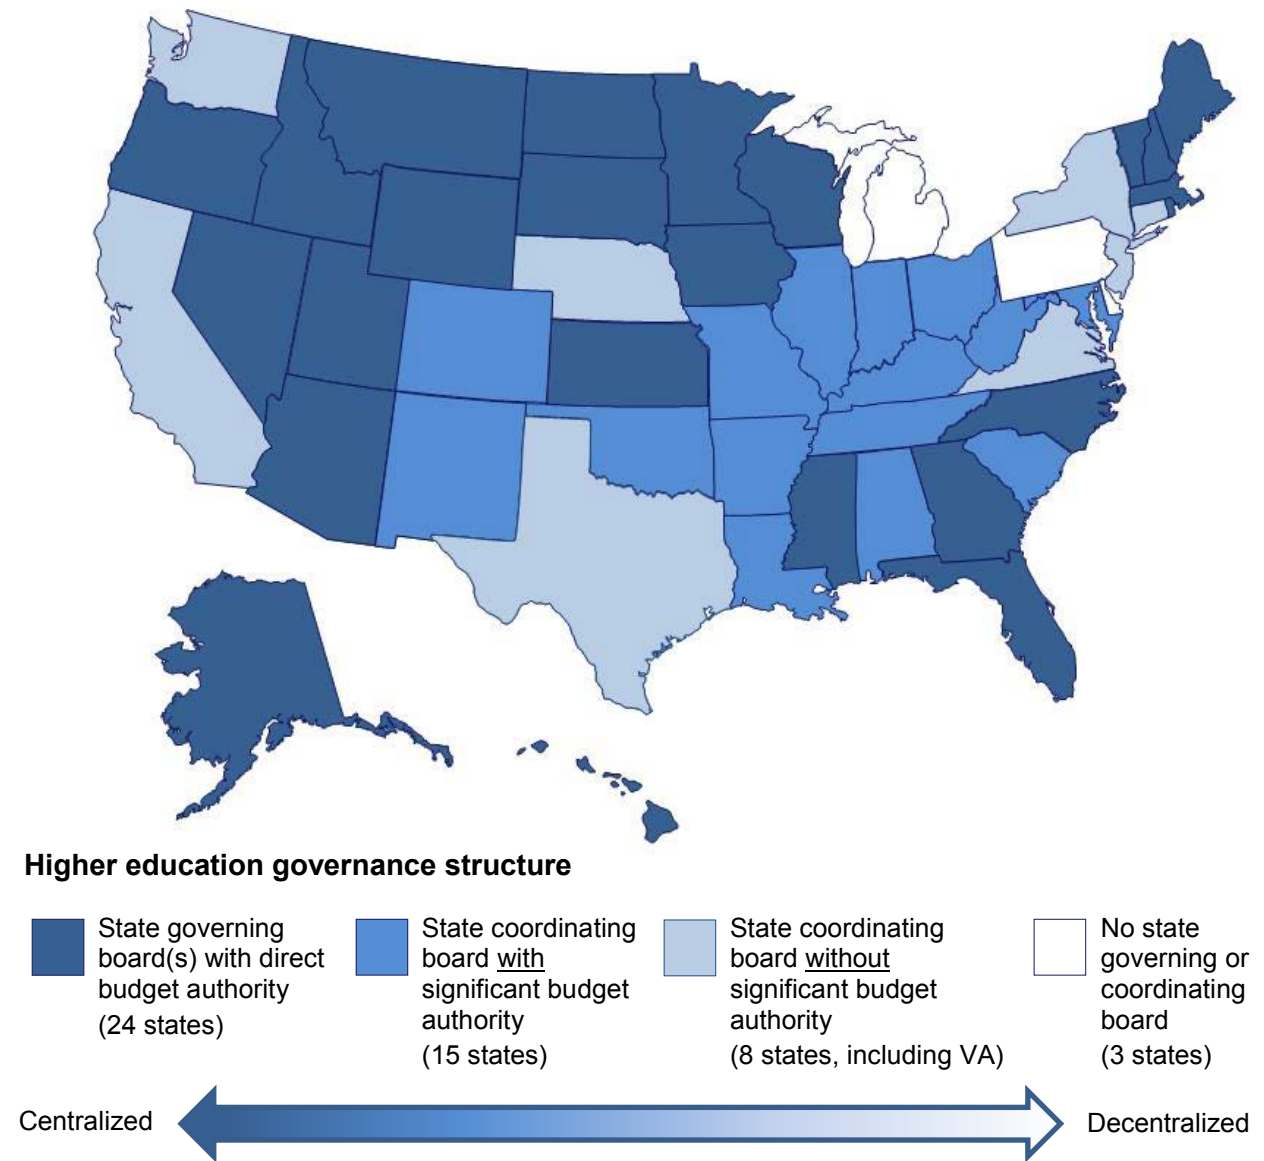 Higher education governance structure
State governing
board(s) with direct
budget authority
(24 states)
State coordinating
board with
significant budget
authority
(15 states)
State coordinating
board without
significant budget
authority
(8 states, including VA)
No state
governing or
coordinating
board
(3 states)
Centralized
Decentralized